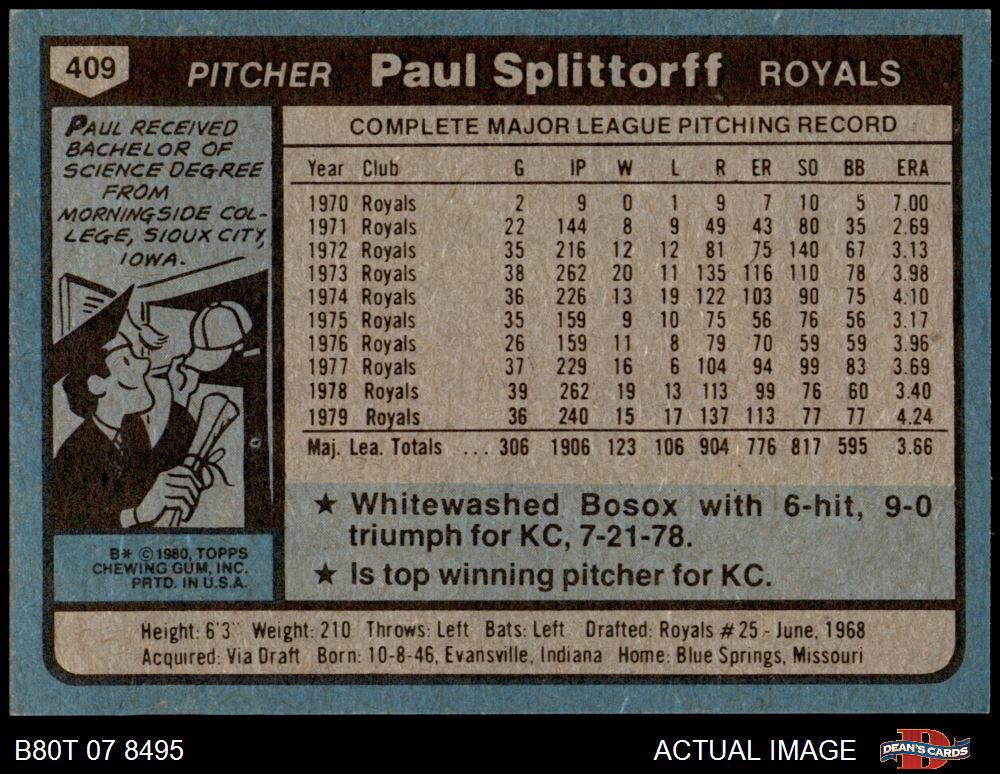 409 PITCHER Paul Splittorff ROYALS
PAUL RECEIVED
BACHELOR OF
SCIENCE DEGREE
FROM
MORNINGSIDE COL-
LEGE, SIOUX CITY,
IOWA.
COMPLETE MAJOR LEAGUE PITCHING RECORD
Year Club G IP W L R ER SO BB ERA
1970 Royals 2 9 0 1 9 7 10 5 7.00
1971 Royals 22 144 8 9 49 43 80 35 2.69
1972 Royals 35 216 12 12 81 75 140 67 3.13
1973 Royals 38 262 20 11 135 116 110 78 3.98
1974 Royals 36 226 13 19 122 103 90 75 4.10
1975 Royals 35 159 9 10 75 56 76 56 3.17
1976 Royals 26 159 11 8 79 70 59 59 3.96
1977 Royals 37 229 16 6 104 94 99 83 3.69
1978 Royals 39 262 19 13 113 99 76 60 3.40
1979 Royals 36 240 15 17 137 113 77 77 4.24
Maj. Lea. Totals ... 306 1906 123 106 904 776 817 595 3.66
★ Whitewashed Bosox with 6-hit, 9-0
triumph for KC, 7-21-78.
★ Is top winning pitcher for KC.
B* ©1980, TOPPS
CHEWING GUM, INC.
PRTD. IN U.S.A.
Height: 6'3" Weight: 210 Throws: Left Bats: Left Drafted: Royals #25 - June, 1968
Acquired: Via Draft Born: 10-8-46, Evansville, Indiana Home: Blue Springs, Missouri
B80T 07 8495 ACTUAL IMAGE DEAN'S CARDS